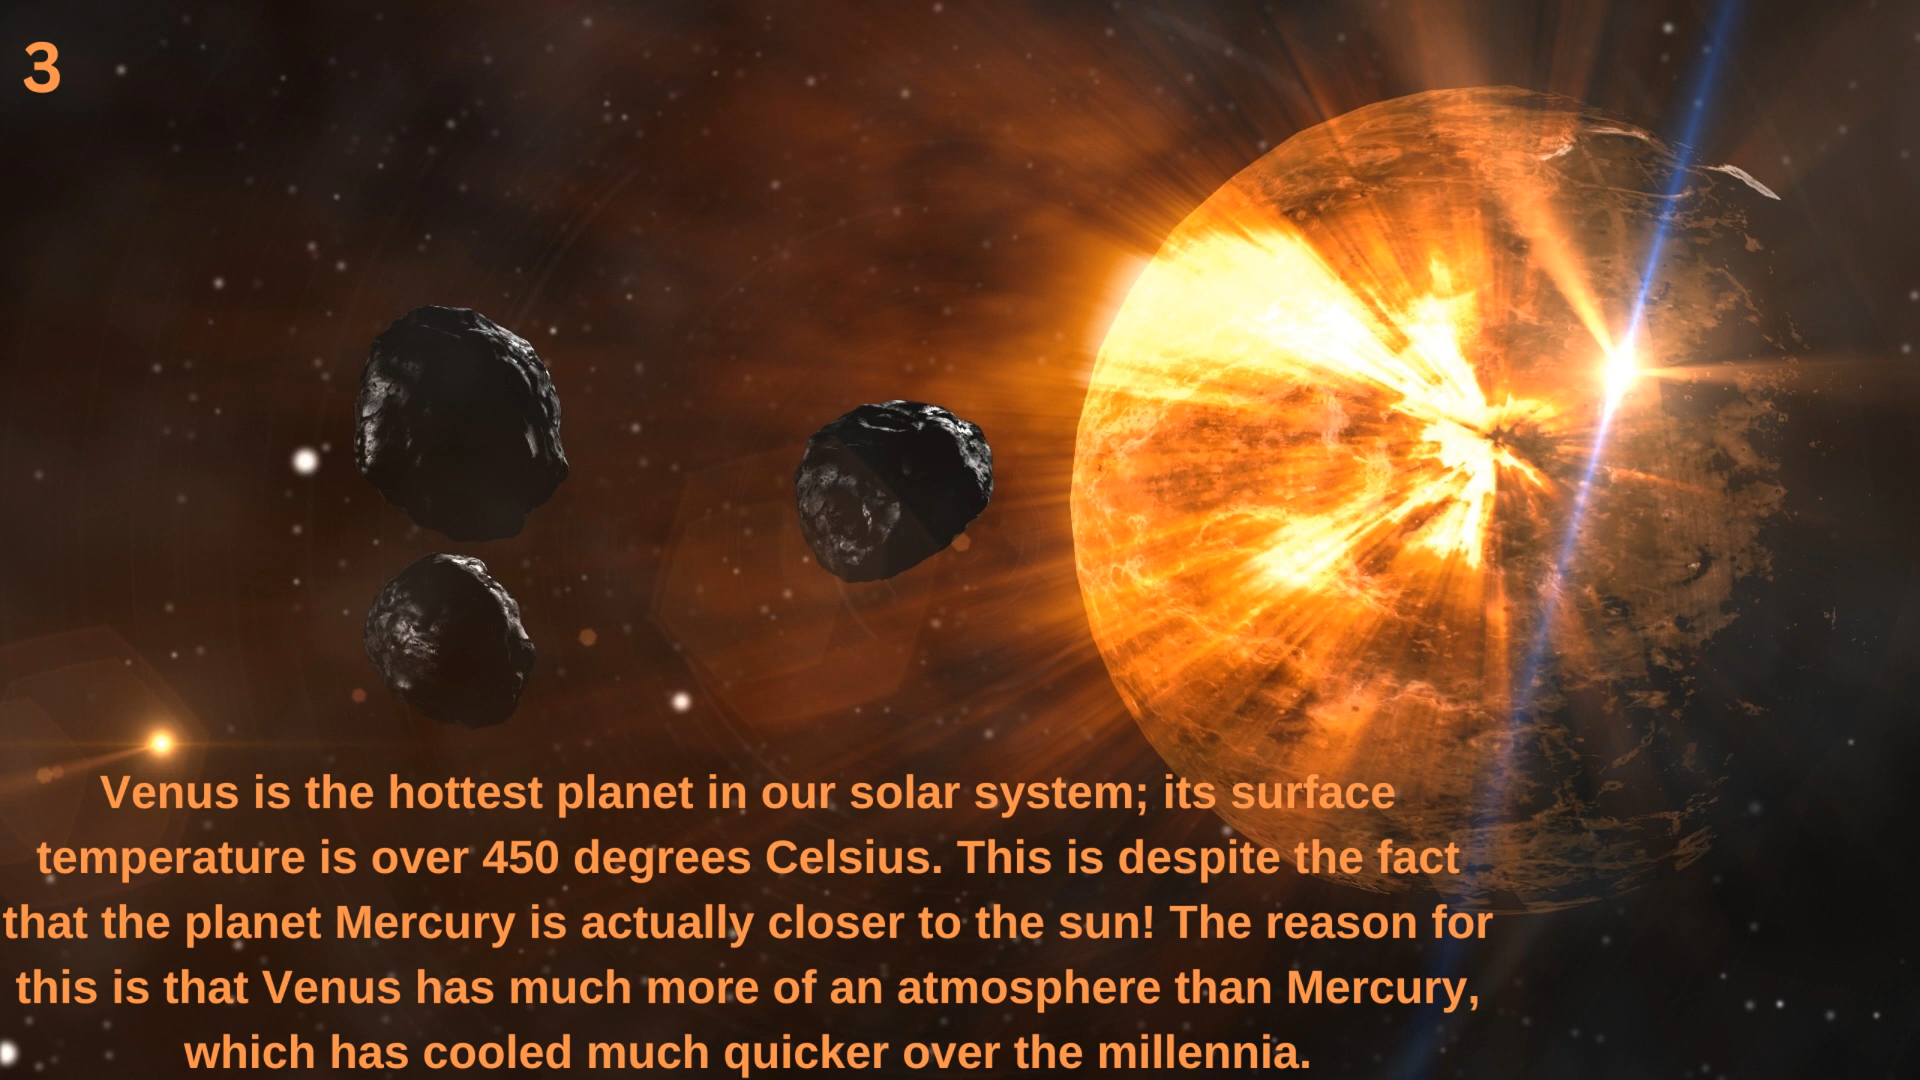 3
Venus is the hottest planet in our solar system; its surface
temperature is over 450 degrees Celsius. This is despite the fact
that the planet Mercury is actually closer to the sun! The reason for
this is that Venus has much more of an atmosphere than Mercury,
which has cooled much quicker over the millennia.